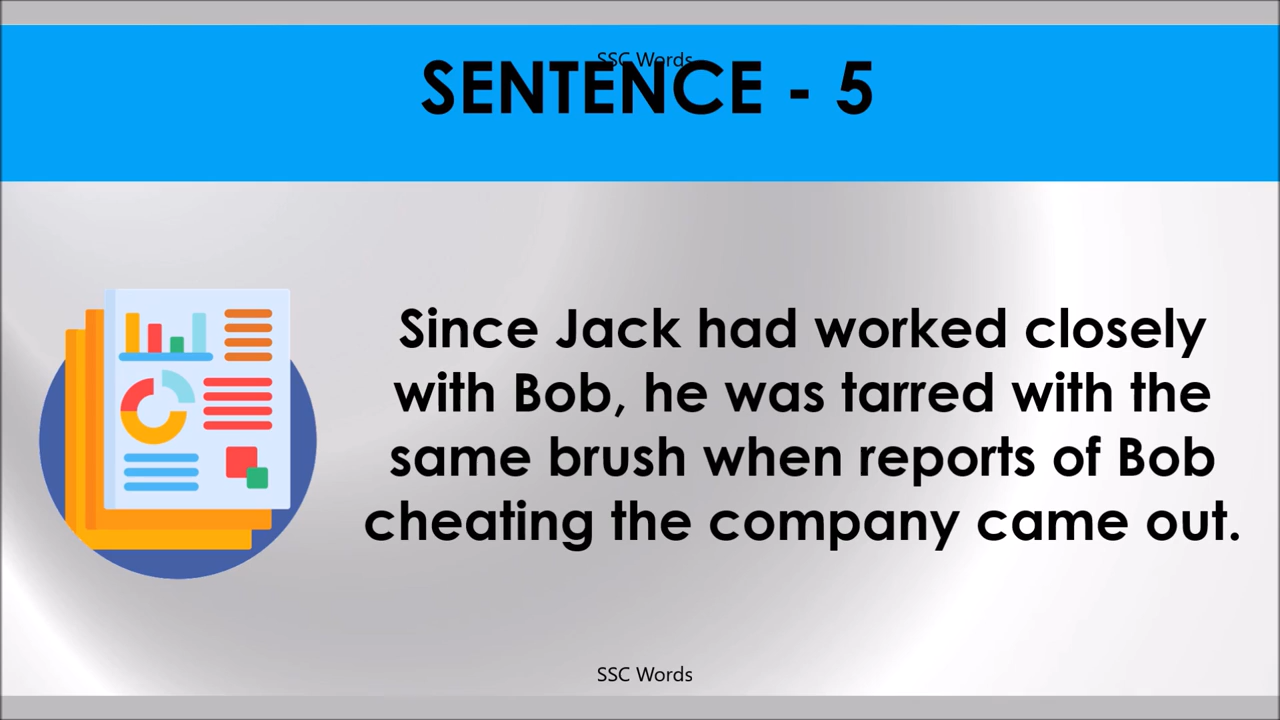 SSC Words
SENTENCE - 5
Since Jack had worked closely
with Bob, he was tarred with the
same brush when reports of Bob
cheating the company came out.
SSC Words